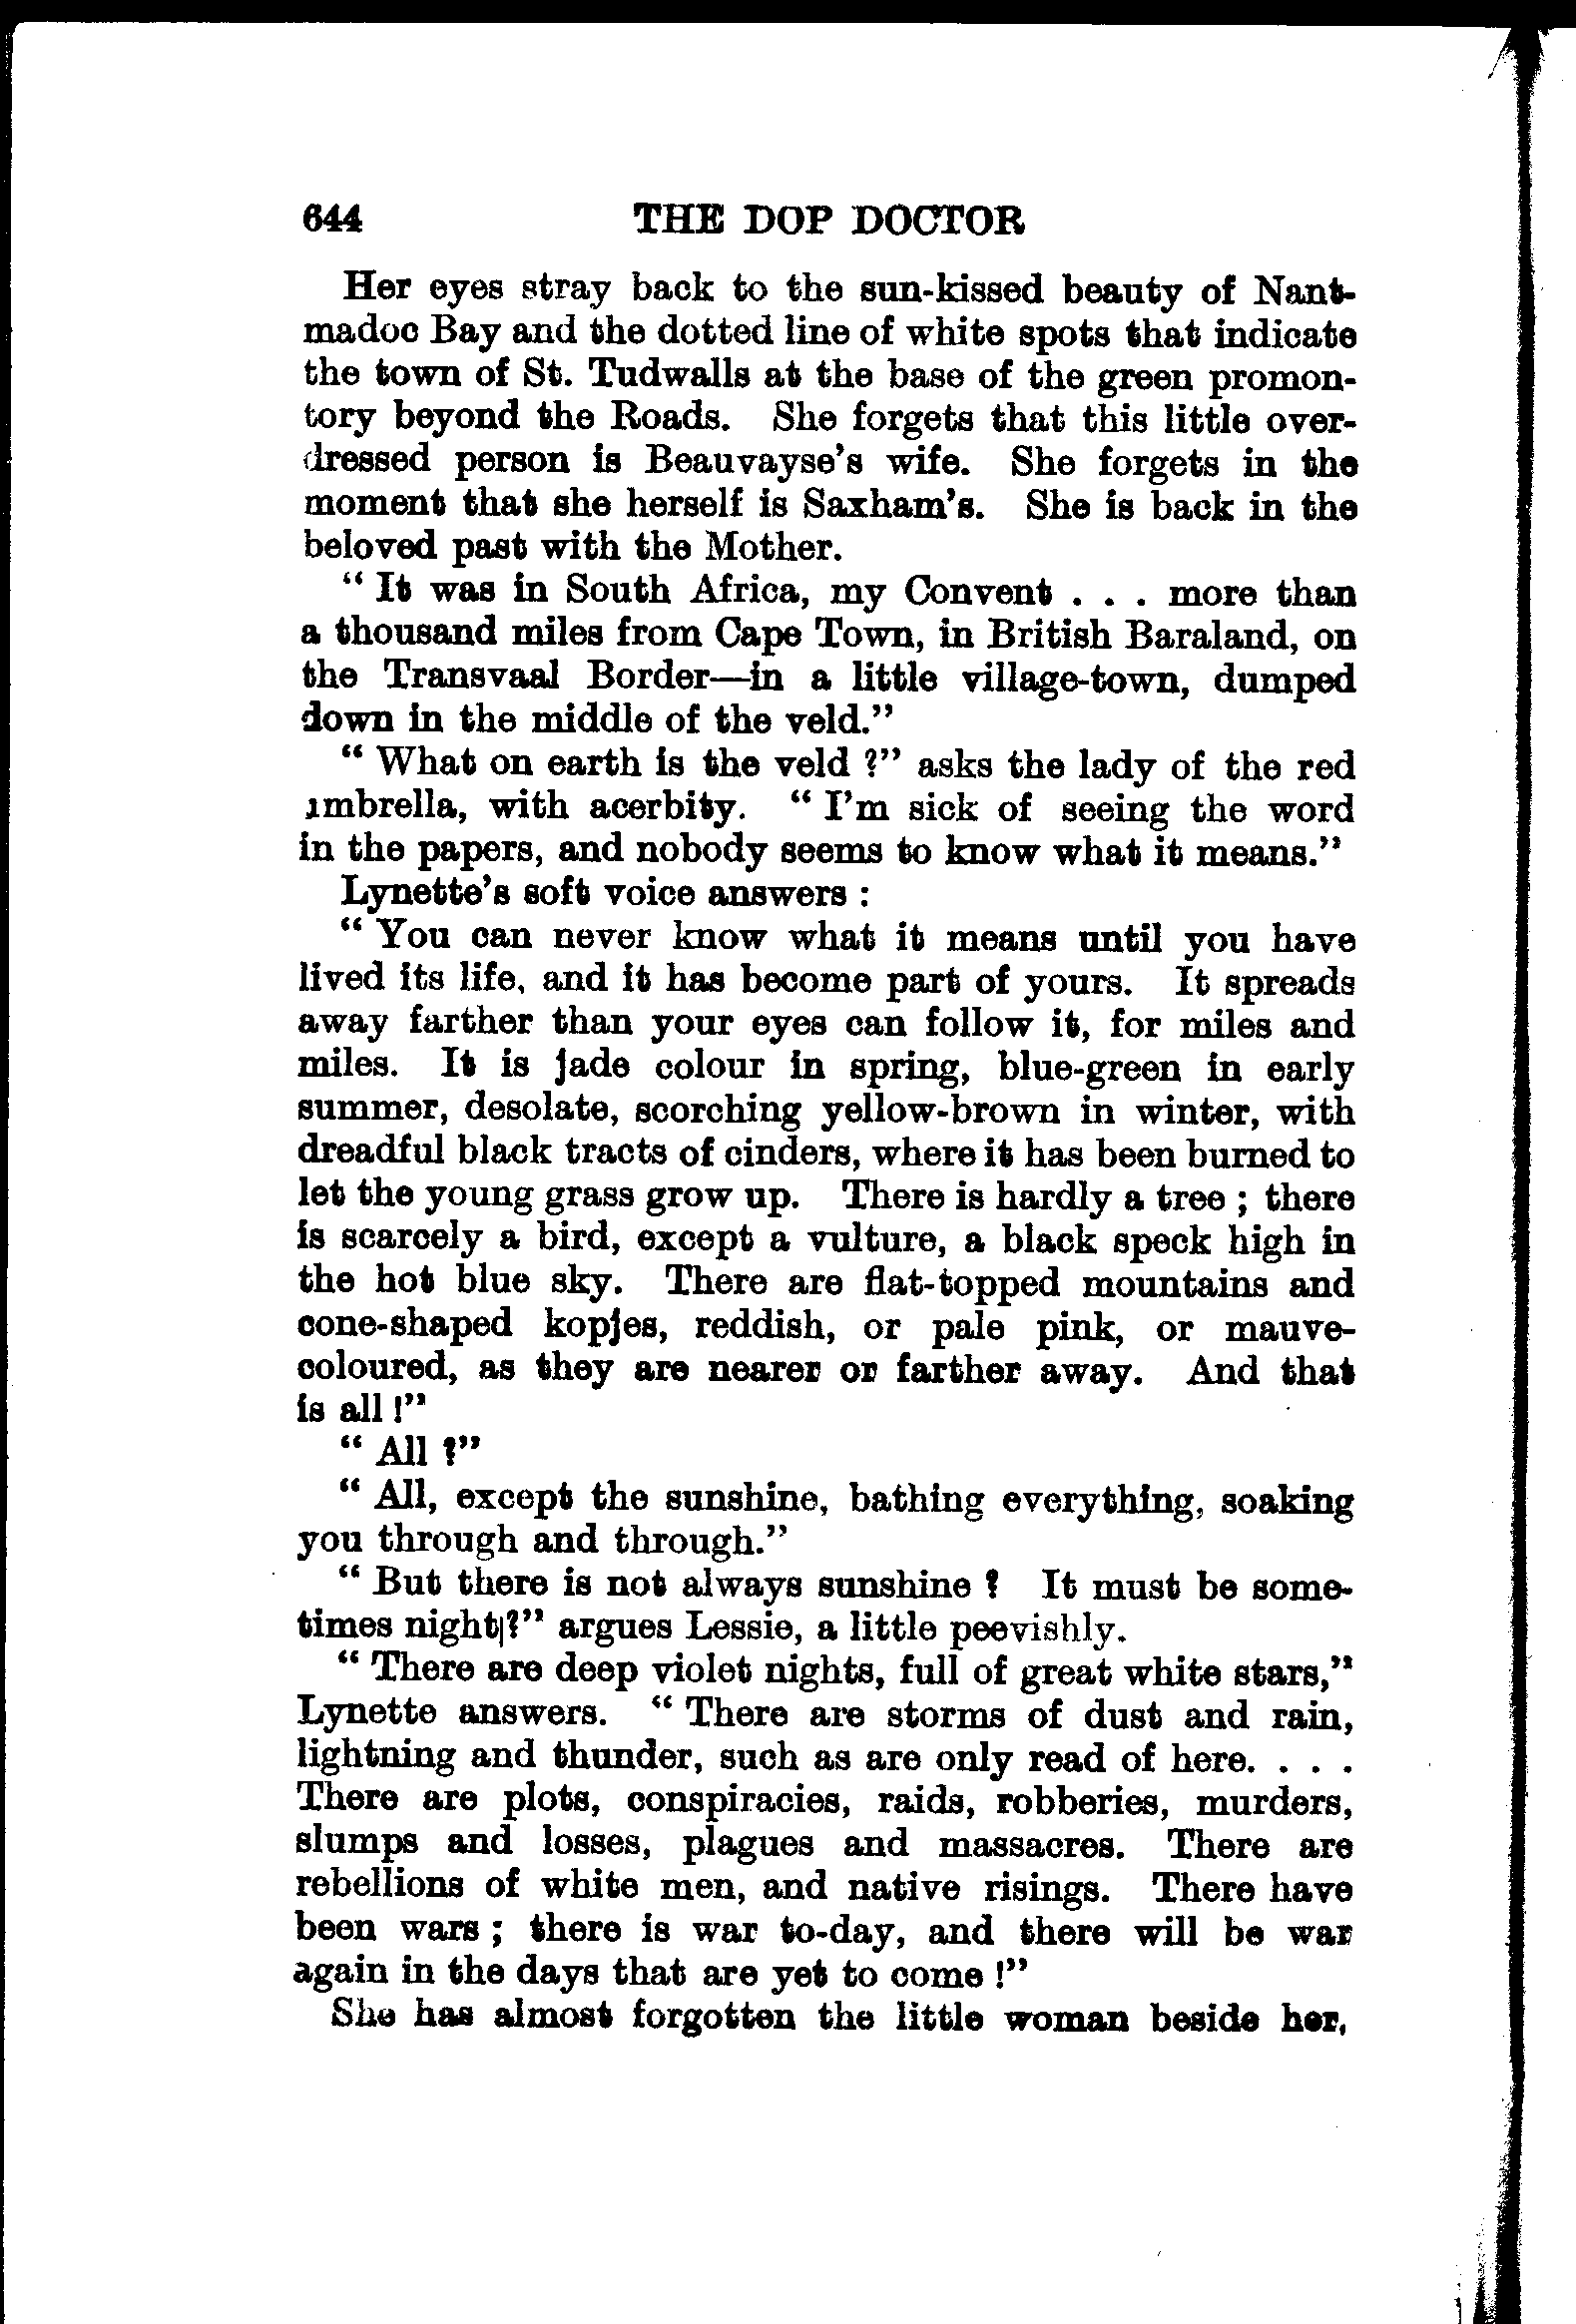 644 THE DOP DOCTOR
Her eyes stray back to the sun-kissed beauty of Nant-
madoc Bay and the dotted line of white spots that indicate
the town of St. Tudwalls at the base of the green promon-
tory beyond the Roads. She forgets that this little over-
dressed person is Beauvayse's wife. She forgets in the
moment that she herself is Saxham's. She is back in the
beloved past with the Mother.
" It was in South Africa, my Convent . . . more than
a thousand miles from Cape Town, in British Baraland, on
the Transvaal Border—in a little village-town, dumped
down in the middle of the veld."
" What on earth is the veld ?" asks the lady of the red
umbrella, with acerbity. " I'm sick of seeing the word
in the papers, and nobody seems to know what it means."
Lynette's soft voice answers :
" You can never know what it means until you have
lived its life, and it has become part of yours. It spreads
away farther than your eyes can follow it, for miles and
miles. It is jade colour in spring, blue-green in early
summer, desolate, scorching yellow-brown in winter, with
dreadful black tracts of cinders, where it has been burned to
let the young grass grow up. There is hardly a tree ; there
is scarcely a bird, except a vulture, a black speck high in
the hot blue sky. There are flat-topped mountains and
cone-shaped kopjes, reddish, or pale pink, or mauve-
coloured, as they are nearer or farther away. And that
is all !"
" All ?"
" All, except the sunshine, bathing everything, soaking
you through and through."
" But there is not always sunshine ? It must be some-
times night ?" argues Lessie, a little peevishly.
" There are deep violet nights, full of great white stars,"
Lynette answers. " There are storms of dust and rain,
lightning and thunder, such as are only read of here. . . .
There are plots, conspiracies, raids, robberies, murders,
slumps and losses, plagues and massacres. There are
rebellions of white men, and native risings. There have
been wars ; there is war to-day, and there will be war
again in the days that are yet to come !"
She has almost forgotten the little woman beside her,